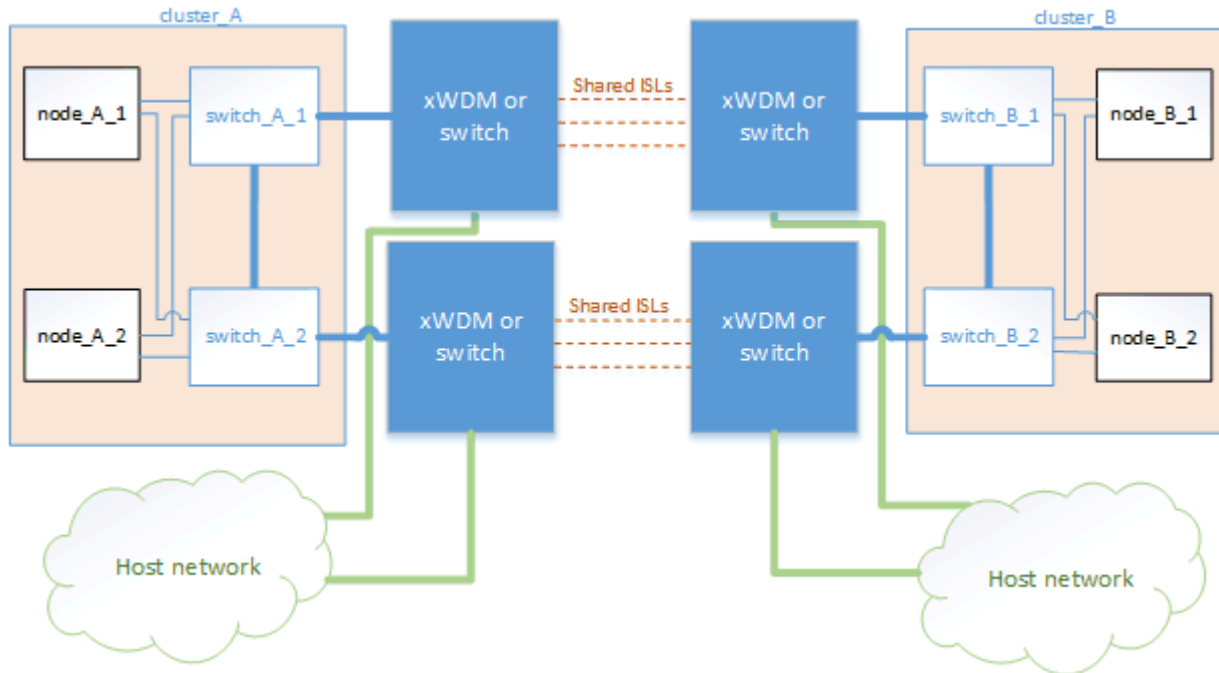 cluster_A
cluster_B
node_A_1
switch_A_1
xWDM or
switch
Shared ISLs
xWDM or
switch
switch_B_1
node_B_1
node_A_2
switch_A_2
xWDM or
switch
Shared ISLs
xWDM or
switch
switch_B_2
node_B_2
Host network
Host network